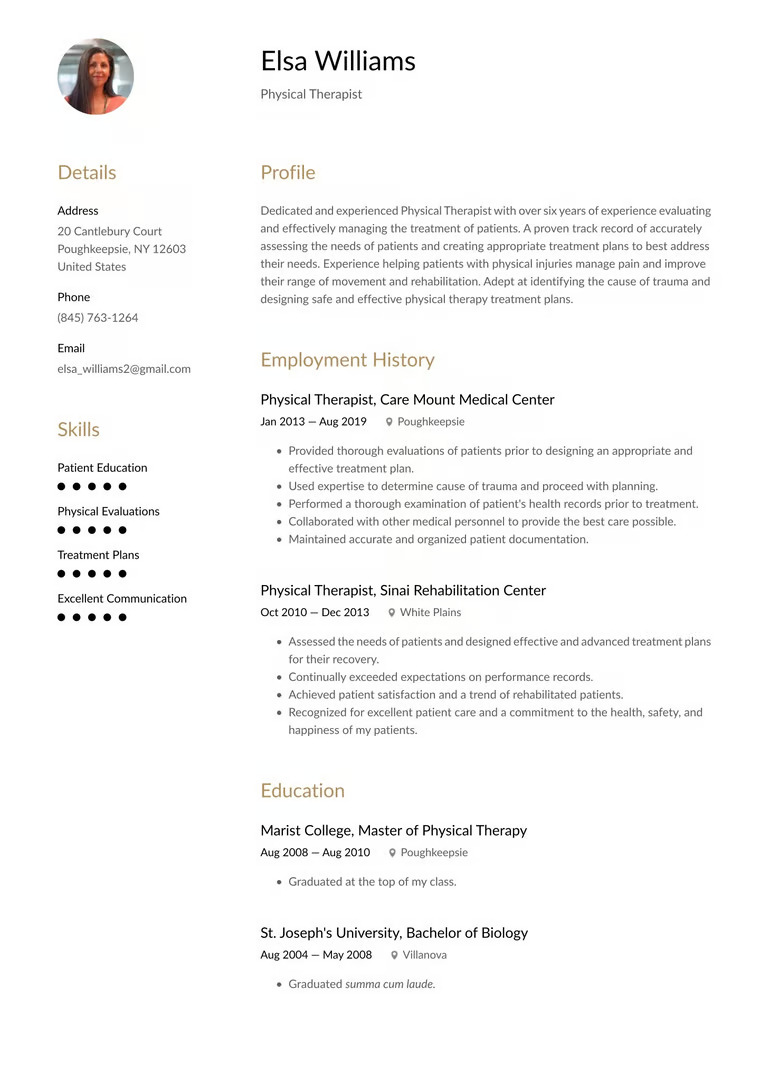 Elsa Williams
Physical Therapist
Details
Address
20 Cantlebury Court
Poughkeepsie, NY 12603
United States
Phone
(845) 763-1264
Email
elsa_williams2@gmail.com
Skills
Patient Education
Physical Evaluations
Treatment Plans
Excellent Communication
Profile
Dedicated and experienced Physical Therapist with over six years of experience evaluating
and effectively managing the treatment of patients. A proven track record of accurately
assessing the needs of patients and creating appropriate treatment plans to best address
their needs. Experience helping patients with physical injuries manage pain and improve
their range of movement and rehabilitation. Adept at identifying the cause of trauma and
designing safe and effective physical therapy treatment plans.
Employment History
Physical Therapist, Care Mount Medical Center
Jan 2013 — Aug 2019 Poughkeepsie
• Provided thorough evaluations of patients prior to designing an appropriate and
effective treatment plan.
• Used expertise to determine cause of trauma and proceed with planning.
• Performed a thorough examination of patient's health records prior to treatment.
• Collaborated with other medical personnel to provide the best care possible.
• Maintained accurate and organized patient documentation.
Physical Therapist, Sinai Rehabilitation Center
Oct 2010 — Dec 2013 White Plains
• Assessed the needs of patients and designed effective and advanced treatment plans
for their recovery.
• Continually exceeded expectations on performance records.
• Achieved patient satisfaction and a trend of rehabilitated patients.
• Recognized for excellent patient care and a commitment to the health, safety, and
happiness of my patients.
Education
Marist College, Master of Physical Therapy
Aug 2008 — Aug 2010 Poughkeepsie
• Graduated at the top of my class.
St. Joseph's University, Bachelor of Biology
Aug 2004 — May 2008 Villanova
• Graduated summa cum laude.